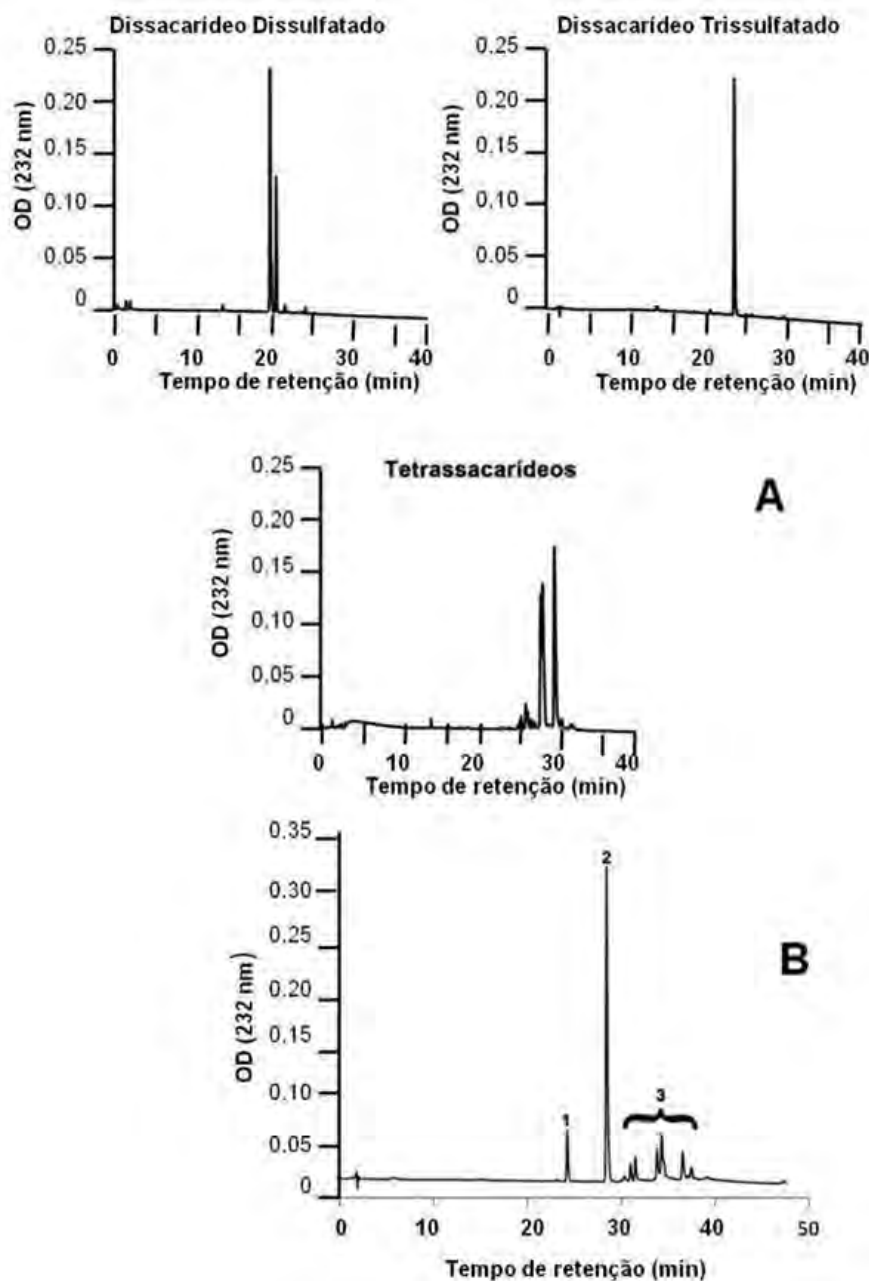 Dissacarídeo Dissulfatado
0.25
0.20
0.15
0.10
0.05
0
OD (232 nm)
0 10 20 30 40
Tempo de retenção (min)
Dissacarídeo Trissulfatado
0.25
0.20
0.15
0.10
0.05
0
OD (232 nm)
0 10 20 30 40
Tempo de retenção (min)
Tetrassacarídeos
A
0.25
0.20
0.15
0.10
0,05
0
OD (232 nm)
0 10 20 30 40
Tempo de retenção (min)
B
0.35
0.30
0.25
0.20
0.15
0.10
0.05
0
OD (232 nm)
1
2
3
0 10 20 30 40 50
Tempo de retenção (min)